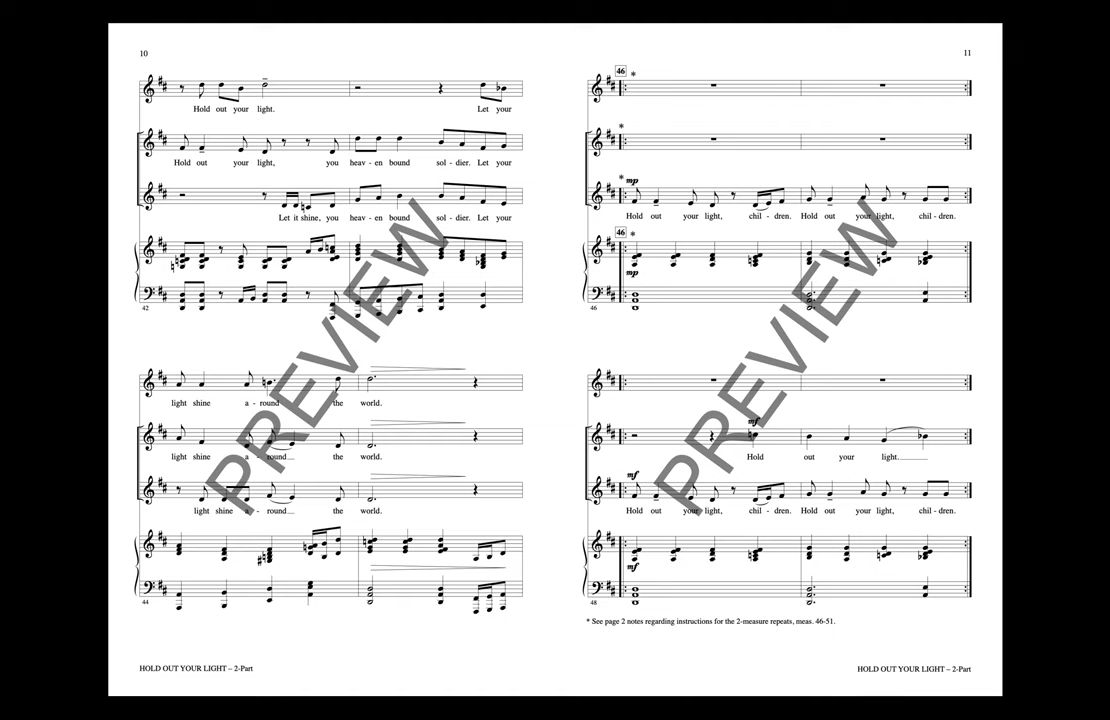 10
Hold out your light. Let your
Hold out your light, you heav - en bound sol - dier. Let your
Let it shine, you heav - en bound sol - dier. Let your
42
light shine a - round the world.
light shine a - round the world.
light shine a - round the world.
44
HOLD OUT YOUR LIGHT – 2-Part
11
46 *
*
* mp
Hold out your light, chil - dren. Hold out your light, chil - dren.
46 *
mp
46
mf
Hold out your light.
mf
Hold out your light, chil - dren. Hold out your light, chil - dren.
mf
48
* See page 2 notes regarding instructions for the 2-measure repeats, meas. 46-51.
HOLD OUT YOUR LIGHT – 2-Part
PREVIEW
PREVIEW